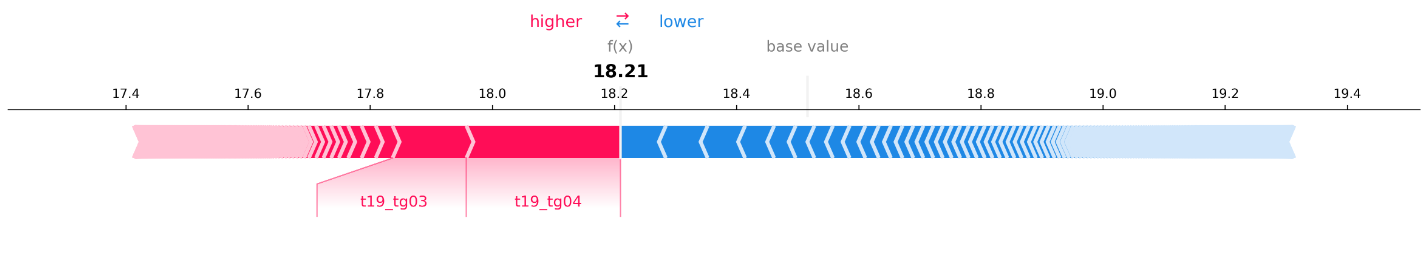 higher ⇄ lower
f(x) base value
18.21
17.4 17.6 17.8 18.0 18.2 18.4 18.6 18.8 19.0 19.2 19.4
t19_tg03 t19_tg04